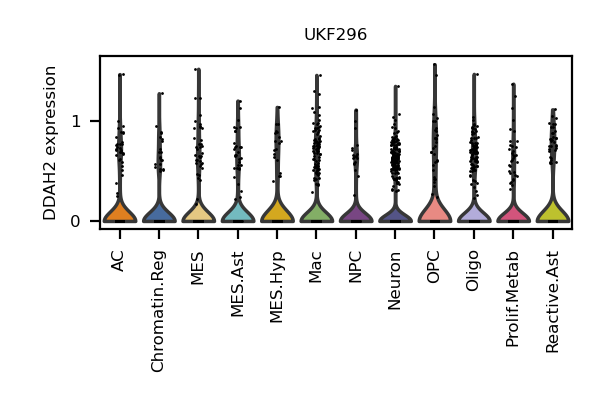 UKF296
DDAH2 expression
1
0
AC
Chromatin.Reg
MES
MES.Ast
MES.Hyp
Mac
NPC
Neuron
OPC
Oligo
Prolif.Metab
Reactive.Ast